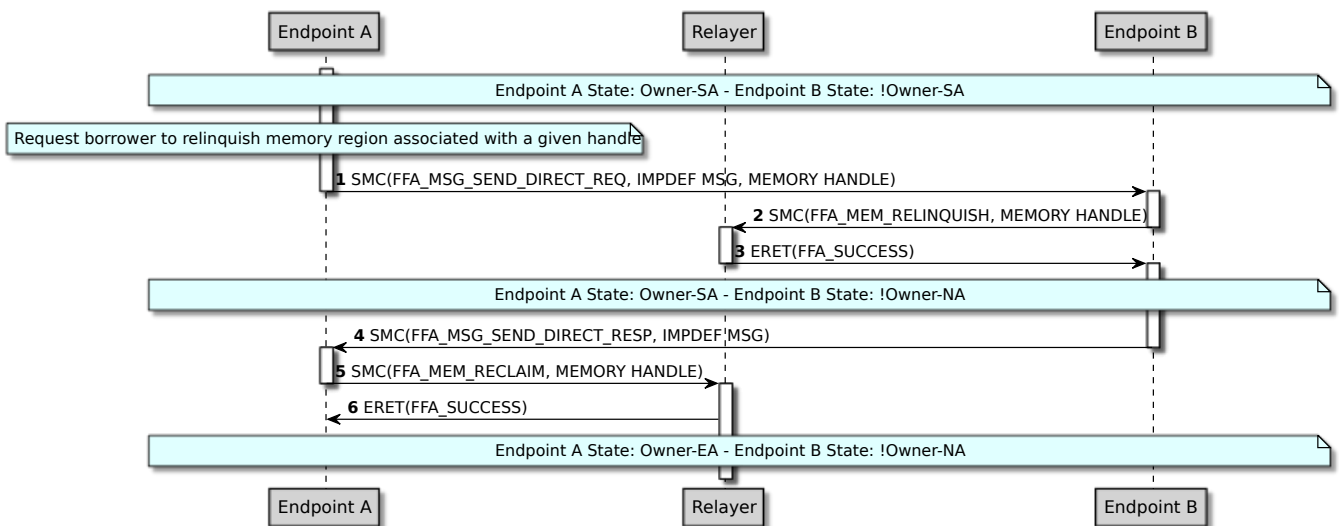 Endpoint A
Relayer
Endpoint B
Endpoint A State: Owner-SA - Endpoint B State: !Owner-SA
Request borrower to relinquish memory region associated with a given handle
1 SMC(FFA_MSG_SEND_DIRECT_REQ, IMPDEF MSG, MEMORY HANDLE)
2 SMC(FFA_MEM_RELINQUISH, MEMORY HANDLE)
3 ERET(FFA_SUCCESS)
Endpoint A State: Owner-SA - Endpoint B State: !Owner-NA
4 SMC(FFA_MSG_SEND_DIRECT_RESP, IMPDEF MSG)
5 SMC(FFA_MEM_RECLAIM, MEMORY HANDLE)
6 ERET(FFA_SUCCESS)
Endpoint A State: Owner-EA - Endpoint B State: !Owner-NA
Endpoint A
Relayer
Endpoint B